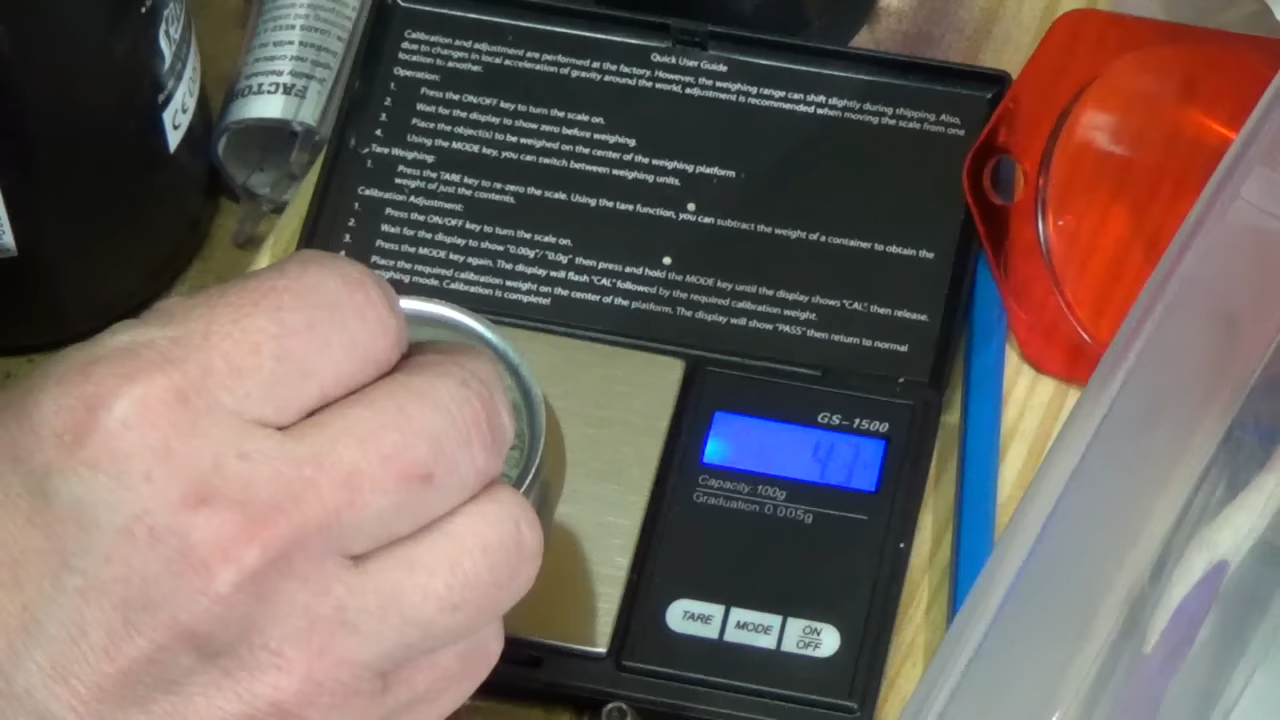 Quick User Guide
Calibration and adjustment are performed at the factory. However, the weighing range can shift slightly during shipping. Also,
due to changes in local acceleration of gravity around the world, adjustment is recommended when moving the scale from one
location to another.
Operation:
1. Press the ON/OFF key to turn the scale on.
2. Wait for the display to show zero before weighing.
3. Place the object(s) to be weighed on the center of the weighing platform
4. Using the MODE key, you can switch between weighing units.
Tare Weighing:
1. Press the TARE key to re-zero the scale. Using the tare function, you can subtract the weight of a container to obtain the
weight of just the contents.
Calibration Adjustment:
1. Press the ON/OFF key to turn the scale on.
2. Wait for the display to show "0.00g"/ "0.0g" then press and hold the MODE key until the display shows "CAL", then release.
3. Press the MODE key again. The display will flash "CAL" followed by the required calibration weight.
Place the required calibration weight on the center of the platform. The display will show "PASS" then return to normal
weighing mode. Calibration is complete!
GS-1500
Capacity: 100g
Graduation 0.005g
TARE
MODE
ON
OFF
FACTOR
CE